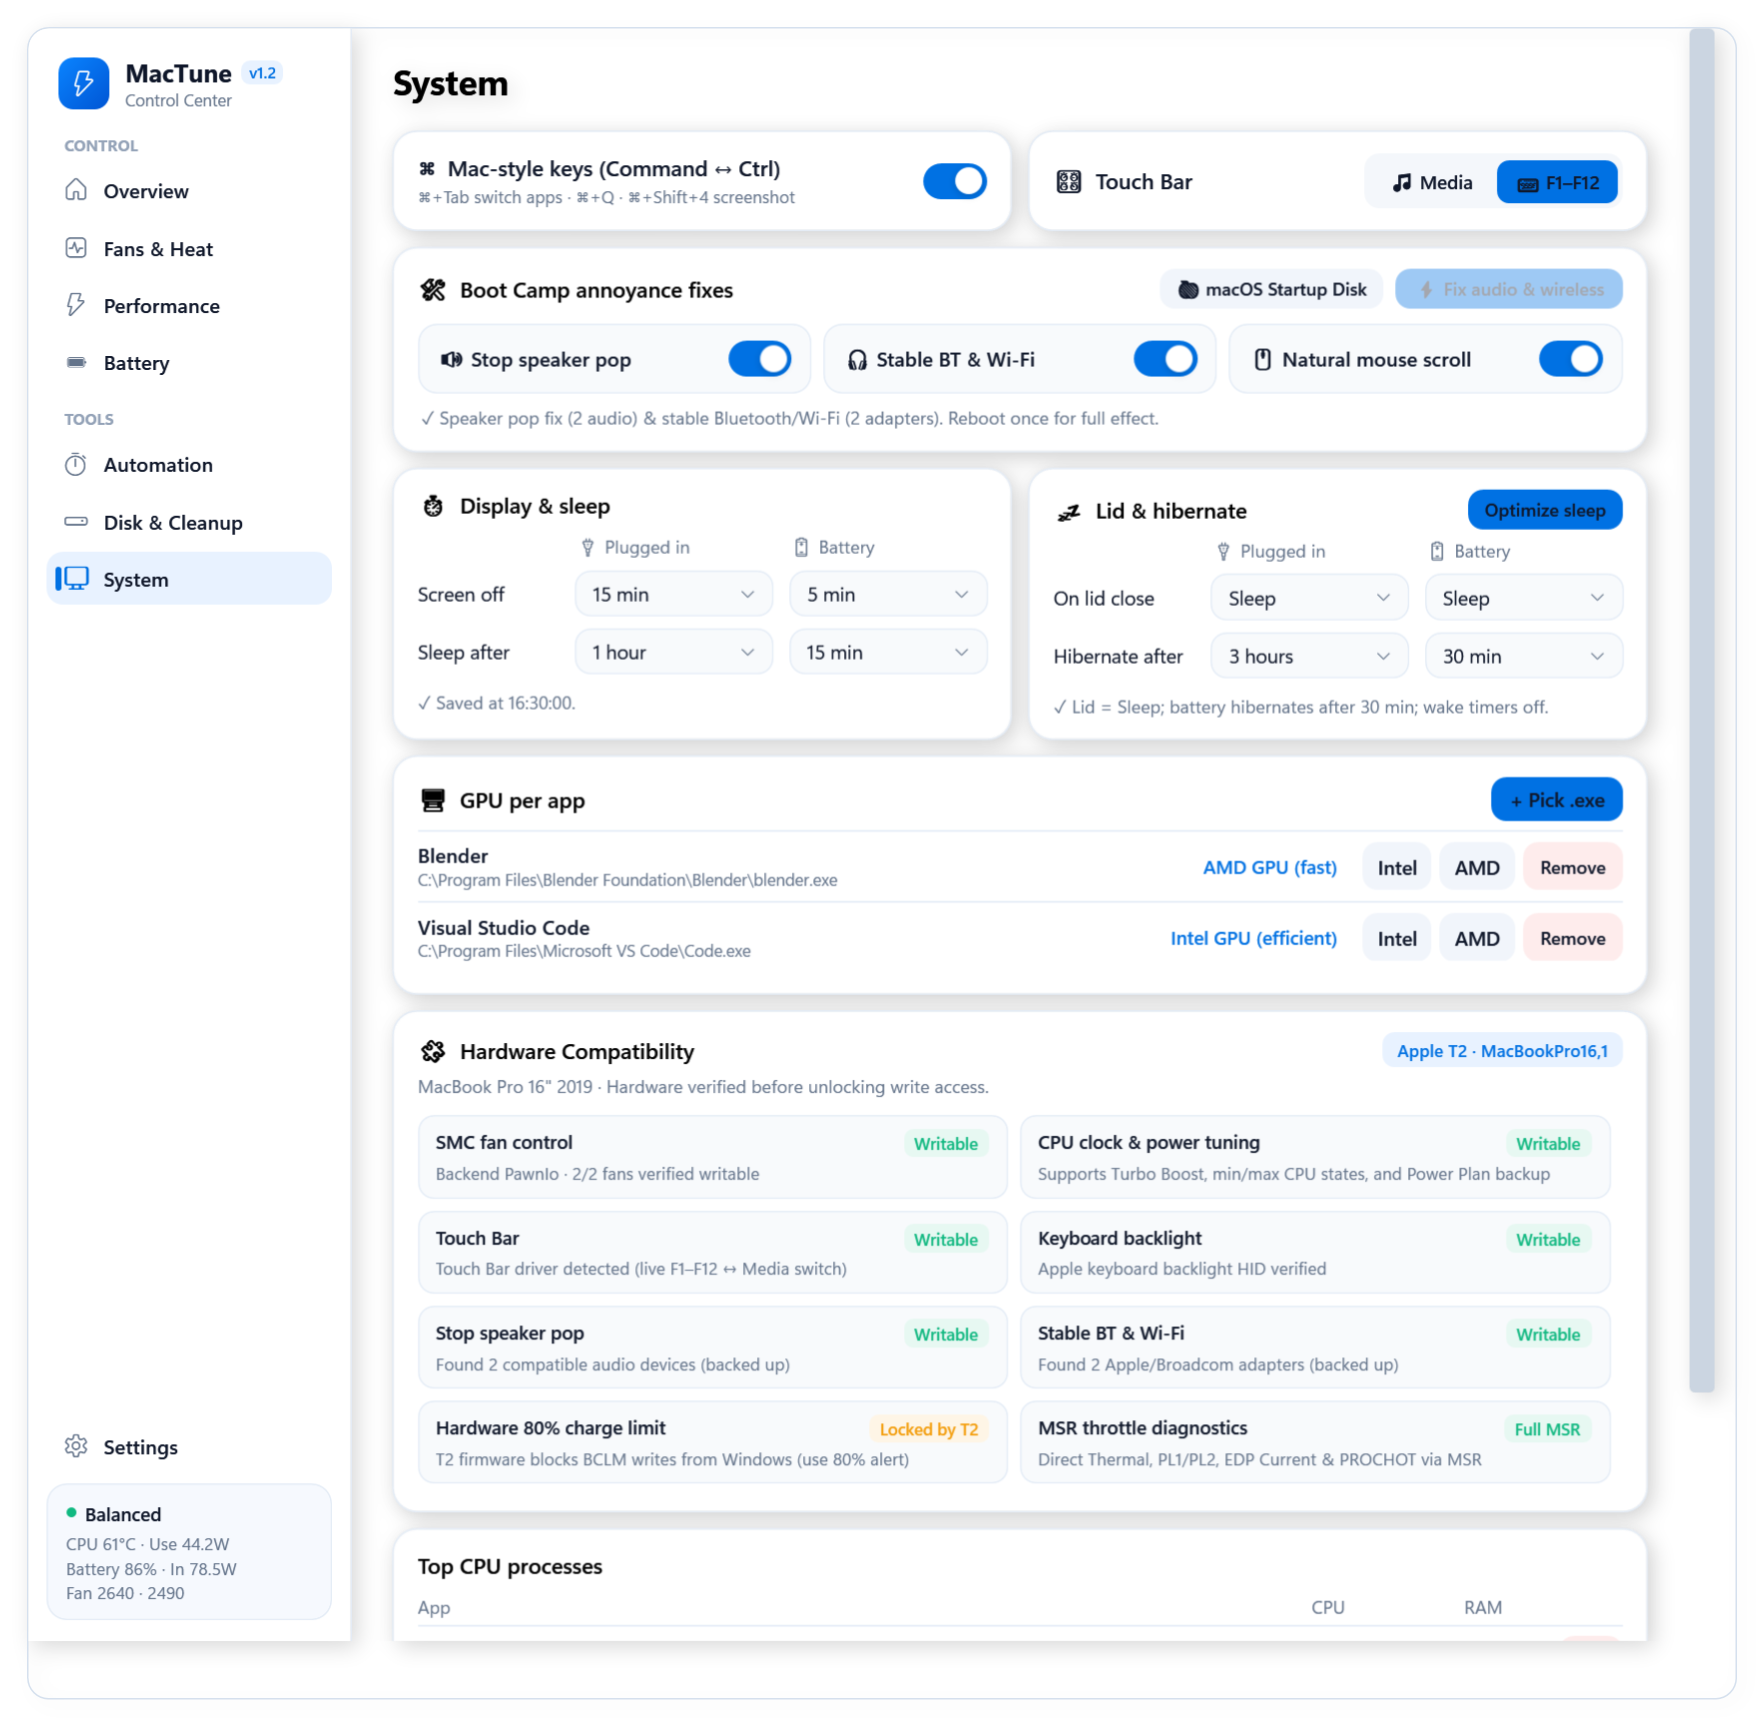 MacTune v1.2
Control Center
CONTROL
Overview
Fans & Heat
Performance
Battery
TOOLS
Automation
Disk & Cleanup
System
Settings
Balanced
CPU 61°C · Use 44.2W
Battery 86% · In 78.5W
Fan 2640 · 2490
System
⌘ Mac-style keys (Command ↔ Ctrl)
⌘+Tab switch apps · ⌘+Q · ⌘+Shift+4 screenshot
Touch Bar Media F1–F12
Boot Camp annoyance fixes macOS Startup Disk Fix audio & wireless
Stop speaker pop Stable BT & Wi-Fi Natural mouse scroll
✓ Speaker pop fix (2 audio) & stable Bluetooth/Wi-Fi (2 adapters). Reboot once for full effect.
Display & sleep
Plugged in Battery
Screen off 15 min 5 min
Sleep after 1 hour 15 min
✓ Saved at 16:30:00.
Lid & hibernate Optimize sleep
Plugged in Battery
On lid close Sleep Sleep
Hibernate after 3 hours 30 min
✓ Lid = Sleep; battery hibernates after 30 min; wake timers off.
GPU per app + Pick .exe
Blender
C:\Program Files\Blender Foundation\Blender\blender.exe
AMD GPU (fast) Intel AMD Remove
Visual Studio Code
C:\Program Files\Microsoft VS Code\Code.exe
Intel GPU (efficient) Intel AMD Remove
Hardware Compatibility Apple T2 · MacBookPro16,1
MacBook Pro 16" 2019 · Hardware verified before unlocking write access.
SMC fan control Writable
Backend PawnIo · 2/2 fans verified writable
CPU clock & power tuning Writable
Supports Turbo Boost, min/max CPU states, and Power Plan backup
Touch Bar Writable
Touch Bar driver detected (live F1–F12 ↔ Media switch)
Keyboard backlight Writable
Apple keyboard backlight HID verified
Stop speaker pop Writable
Found 2 compatible audio devices (backed up)
Stable BT & Wi-Fi Writable
Found 2 Apple/Broadcom adapters (backed up)
Hardware 80% charge limit Locked by T2
T2 firmware blocks BCLM writes from Windows (use 80% alert)
MSR throttle diagnostics Full MSR
Direct Thermal, PL1/PL2, EDP Current & PROCHOT via MSR
Top CPU processes
App CPU RAM